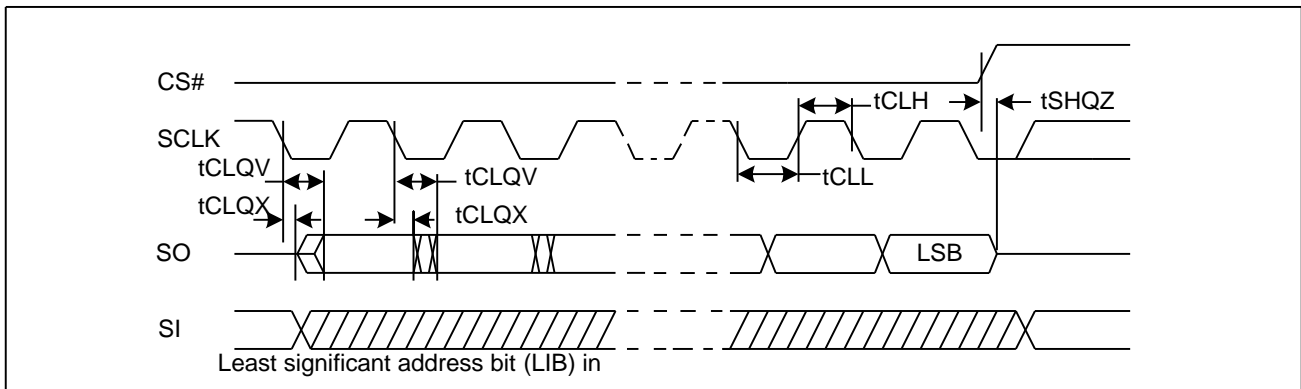 CS#
tCLH
tSHQZ
SCLK
tCLQV
tCLQV
tCLL
tCLQX
tCLQX
SO
LSB
SI
Least significant address bit (LIB) in